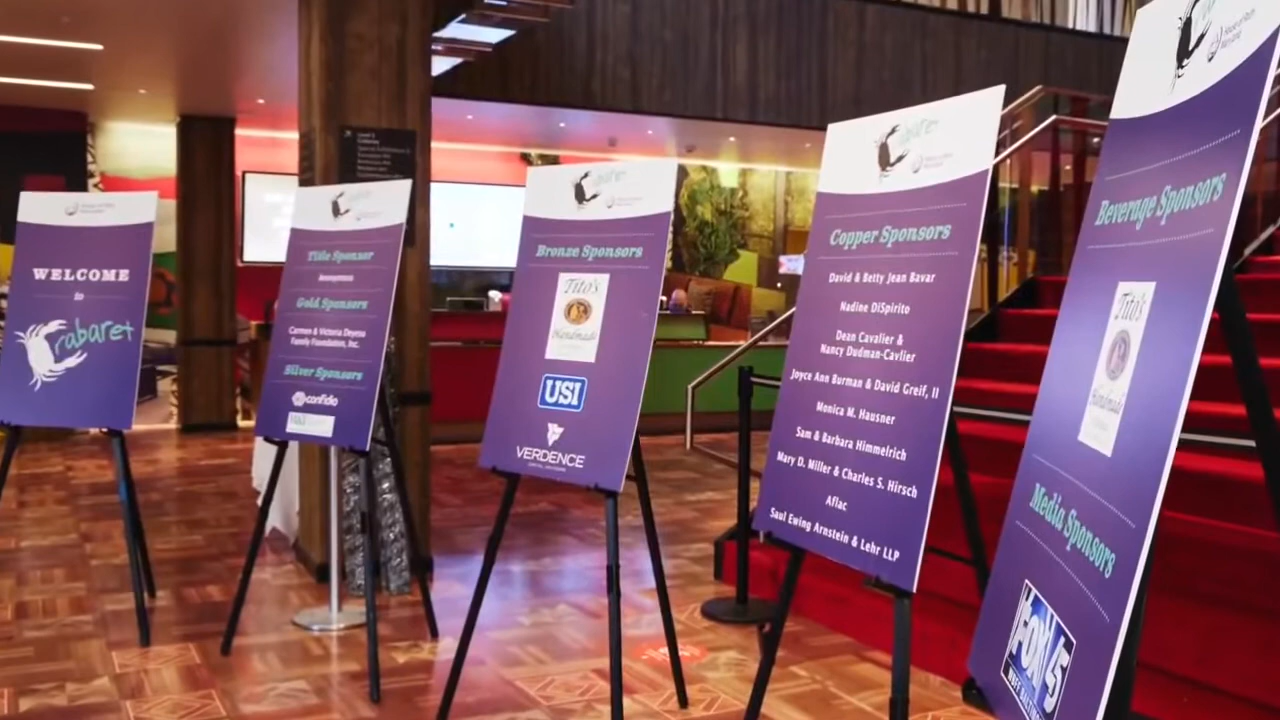 WELCOME
to
Crabaret
Title Sponsor
Anonymous
Gold Sponsors
Carmen & Victoria Deyesu
Family Foundation, Inc.
Silver Sponsors
confidio
Bronze Sponsors
Tito's
Handmade
USI
VERDENCE
Copper Sponsors
David & Betty Jean Bavar
Nadine DiSpirito
Dean Cavalier &
Nancy Dudman-Cavlier
Joyce Ann Burman & David Greif, II
Monica M. Hausner
Sam & Barbara Himmelrich
Mary D. Miller & Charles S. Hirsch
Aflac
Saul Ewing Arnstein & Lehr LLP
Beverage Sponsors
Tito's
Handmade
Media Sponsors
FOX45